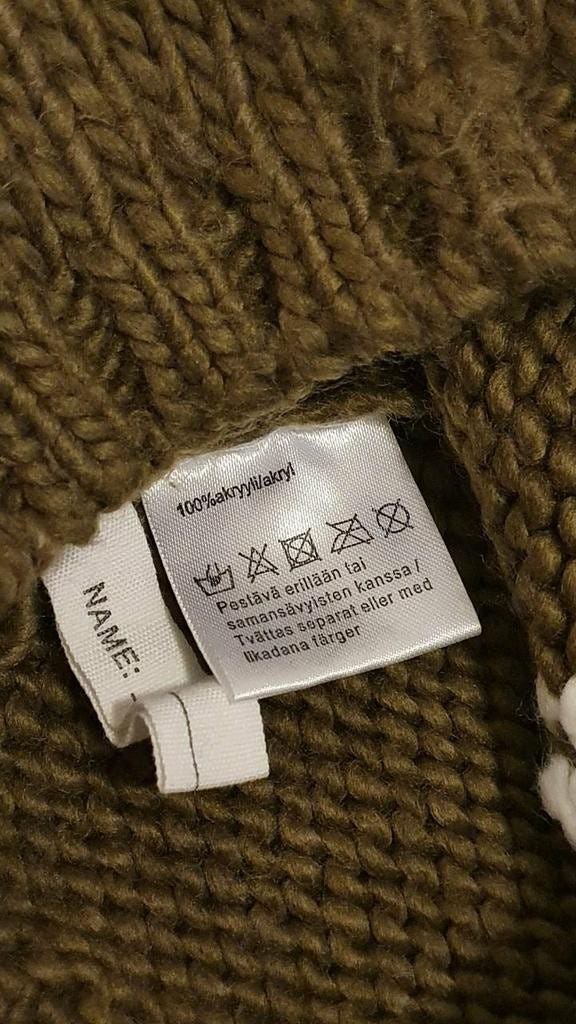 100%akryyli/akryl
Pestävä erillään tai
samansävyisten kanssa /
Tvättas separat eller med
likadana färger
NAME: